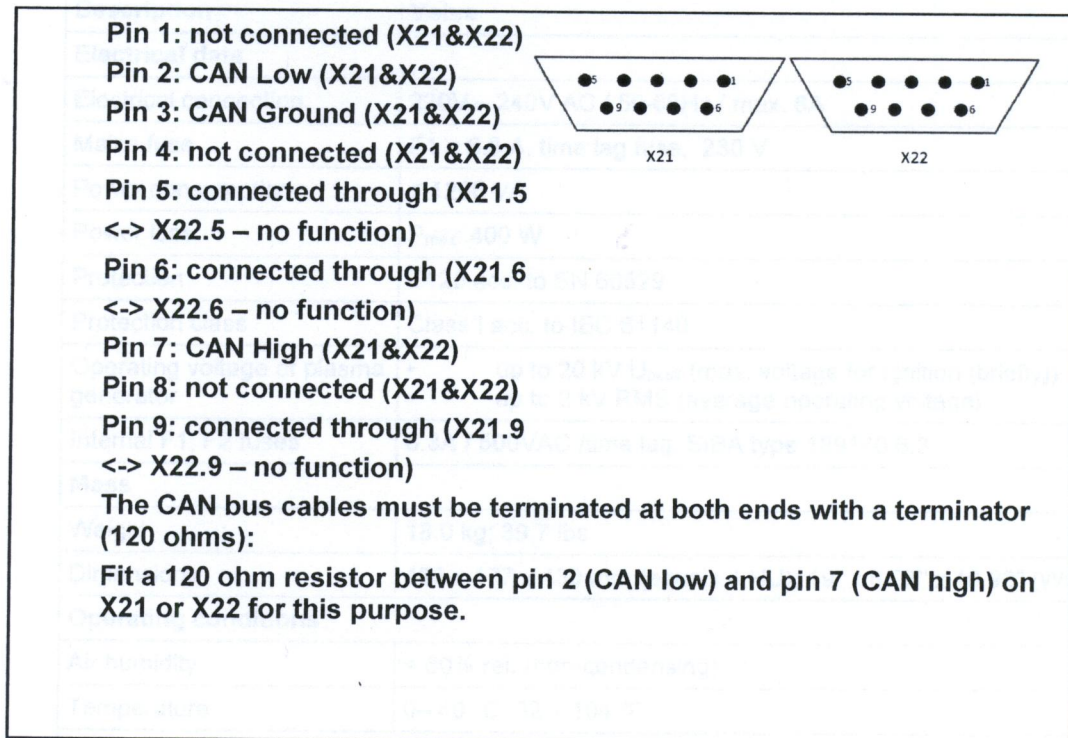 Pin 1: not connected (X21&X22)
Pin 2: CAN Low (X21&X22)
Pin 3: CAN Ground (X21&X22)
Pin 4: not connected (X21&X22)
Pin 5: connected through (X21.5
<-> X22.5 – no function)
Pin 6: connected through (X21.6
<-> X22.6 – no function)
Pin 7: CAN High (X21&X22)
Pin 8: not connected (X21&X22)
Pin 9: connected through (X21.9
<-> X22.9 – no function)
The CAN bus cables must be terminated at both ends with a terminator
(120 ohms):
Fit a 120 ohm resistor between pin 2 (CAN low) and pin 7 (CAN high) on
X21 or X22 for this purpose.
5 1
9 6
X21
5 1
9 6
X22